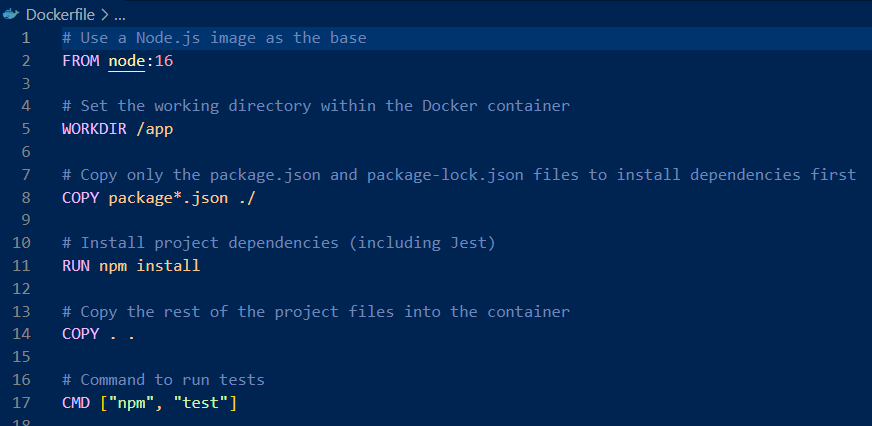 Dockerfile > ...
1 # Use a Node.js image as the base
2 FROM node:16
3
4 # Set the working directory within the Docker container
5 WORKDIR /app
6
7 # Copy only the package.json and package-lock.json files to install dependencies first
8 COPY package*.json ./
9
10 # Install project dependencies (including Jest)
11 RUN npm install
12
13 # Copy the rest of the project files into the container
14 COPY . .
15
16 # Command to run tests
17 CMD ["npm", "test"]
18